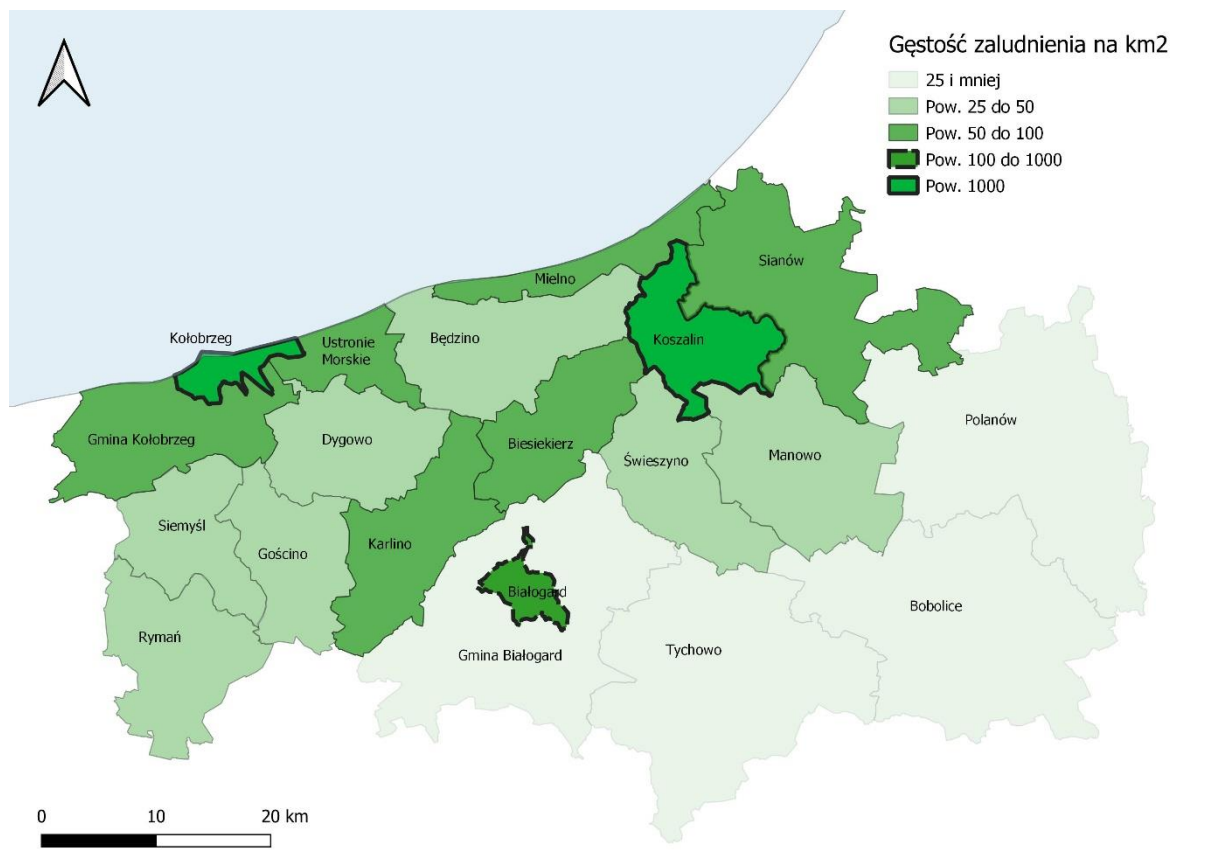 Gęstość zaludnienia na km2
25 i mniej
Pow. 25 do 50
Pow. 50 do 100
Pow. 100 do 1000
Pow. 1000
Sianów
Mielno
Kołobrzeg
Ustronie
Morskie
Będzino
Koszalin
Polanów
Gmina Kołobrzeg
Dygowo
Biesiekierz
Świeszyno
Manowo
Siemyśl
Gościno
Karlino
Białogard
Bobolice
Rymań
Gmina Białogard
Tychowo
0 10 20 km